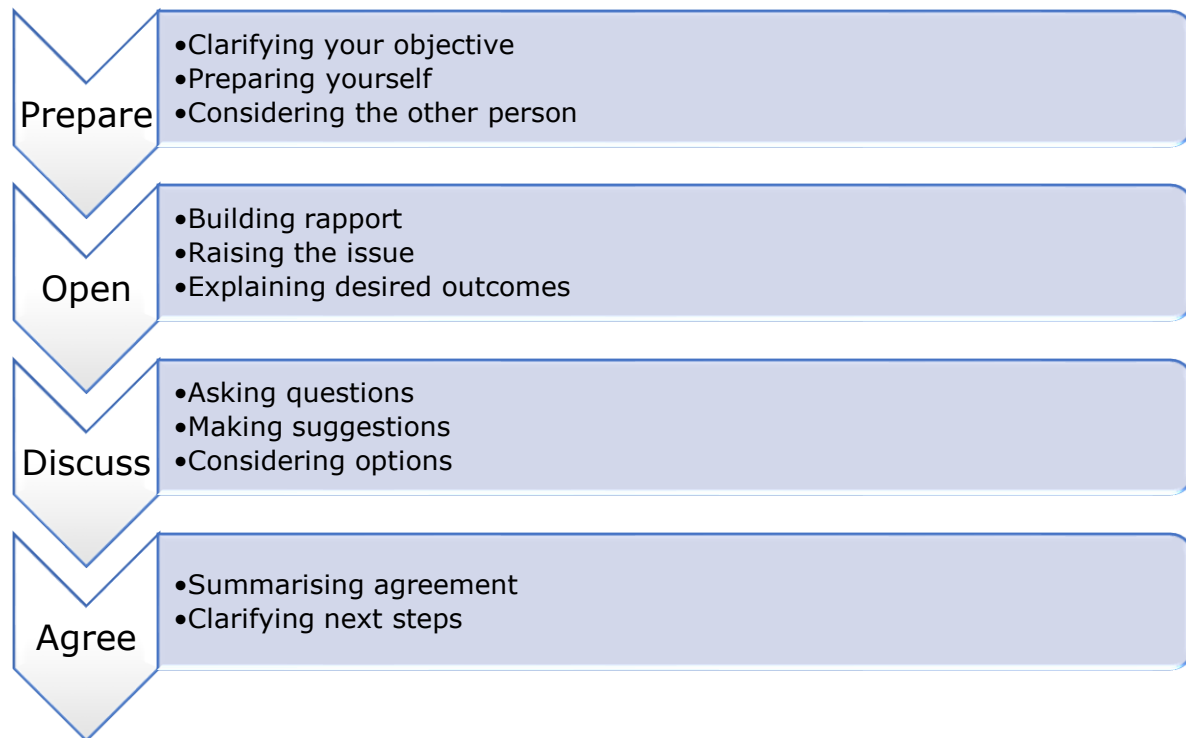 Prepare
•Clarifying your objective
•Preparing yourself
•Considering the other person
Open
•Building rapport
•Raising the issue
•Explaining desired outcomes
Discuss
•Asking questions
•Making suggestions
•Considering options
Agree
•Summarising agreement
•Clarifying next steps